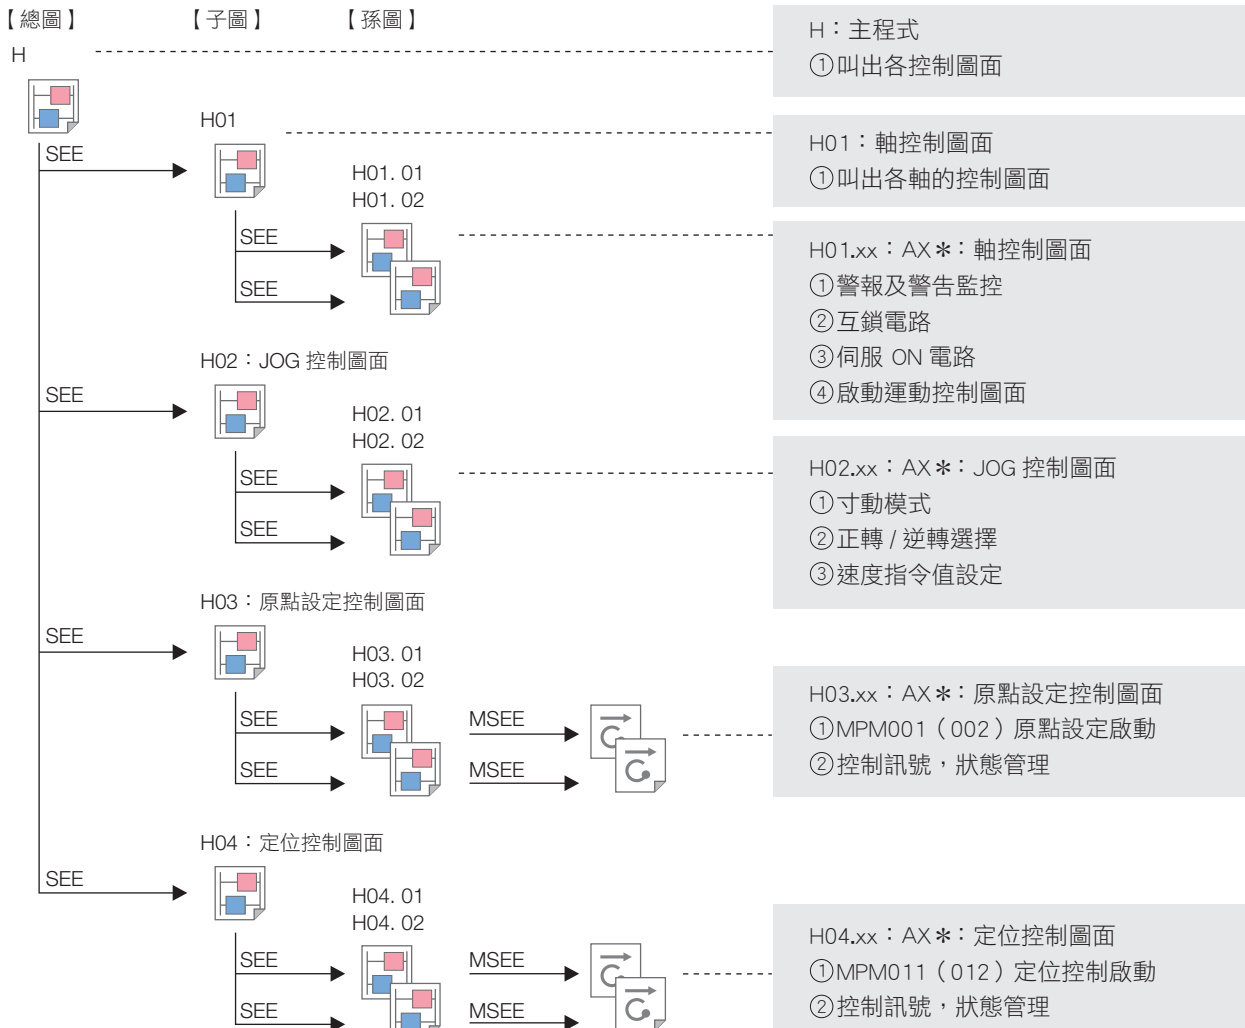 【總圖】 【子圖】 【孫圖】
H
H：主程式
①叫出各控制圖面
H01
SEE
H01：軸控制圖面
①叫出各軸的控制圖面
H01. 01
H01. 02
SEE
SEE
H01.xx：AX＊：軸控制圖面
①警報及警告監控
②互鎖電路
③伺服 ON 電路
④啟動運動控制圖面
H02：JOG 控制圖面
SEE
H02. 01
H02. 02
SEE
SEE
H02.xx：AX＊：JOG 控制圖面
①寸動模式
②正轉 / 逆轉選擇
③速度指令值設定
H03：原點設定控制圖面
SEE
H03. 01
H03. 02
SEE MSEE
SEE MSEE
H03.xx：AX＊：原點設定控制圖面
①MPM001（002）原點設定啟動
②控制訊號，狀態管理
H04：定位控制圖面
SEE
H04. 01
H04. 02
SEE MSEE
SEE MSEE
H04.xx：AX＊：定位控制圖面
①MPM011（012）定位控制啟動
②控制訊號，狀態管理